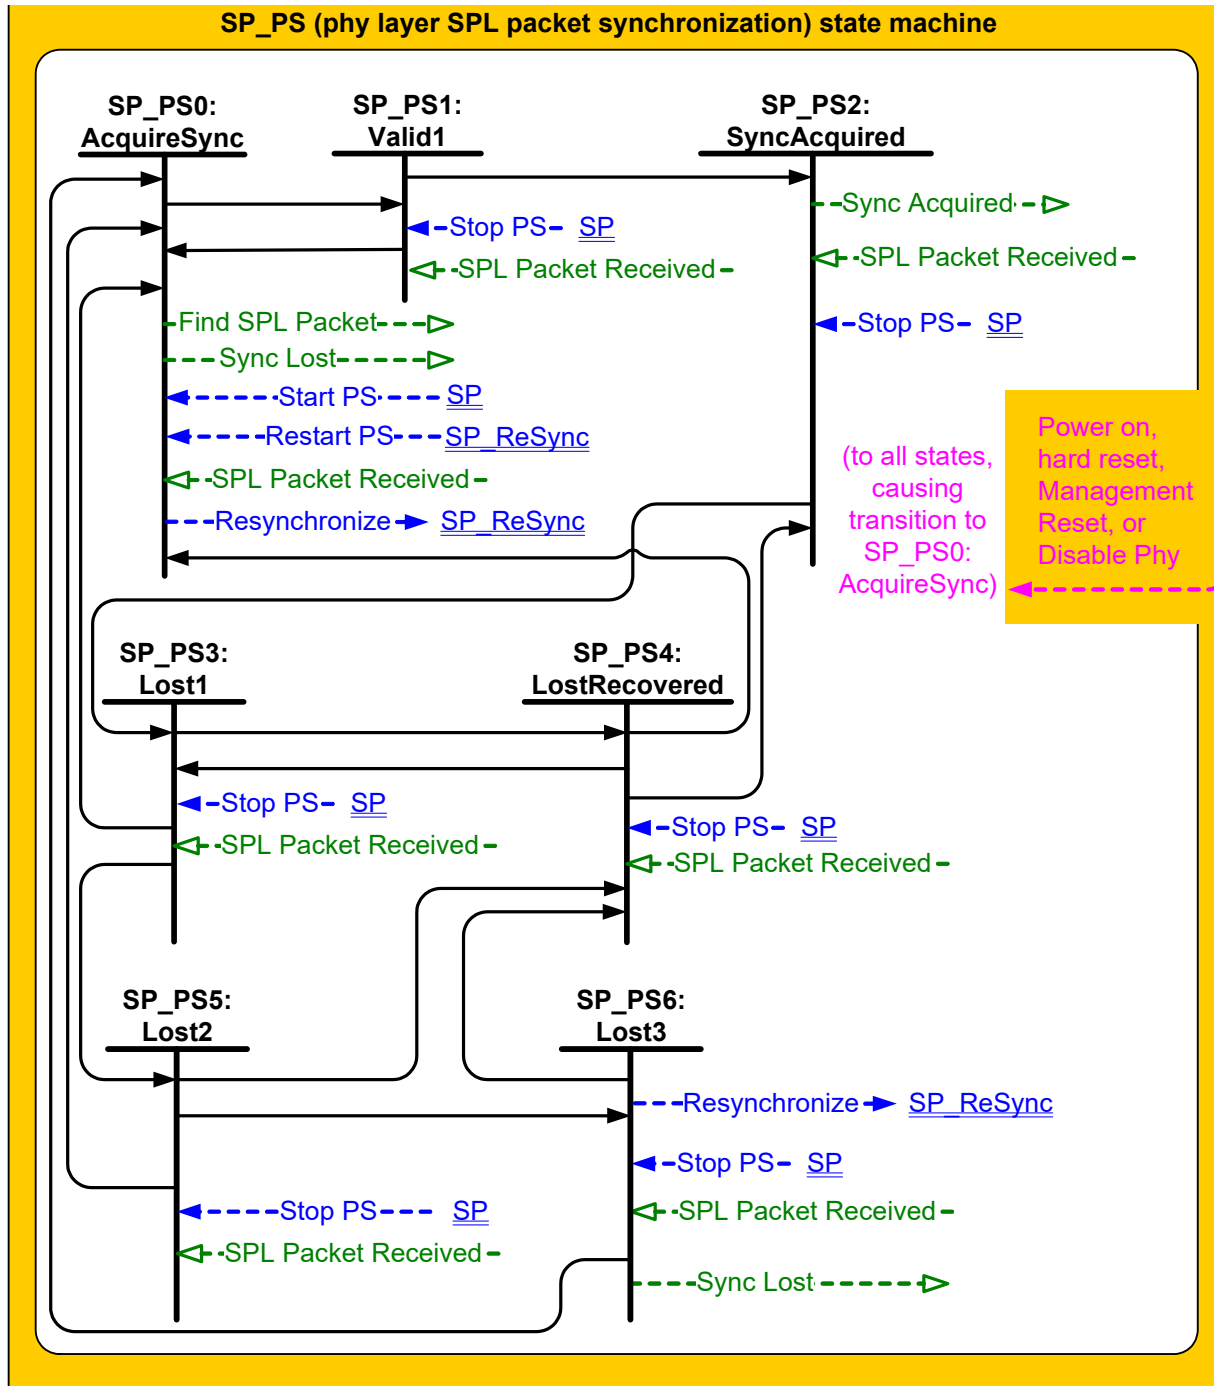 SP_PS (phy layer SPL packet synchronization) state machine
SP_PS0:
AcquireSync
SP_PS1:
Valid1
SP_PS2:
SyncAcquired
Stop PS SP
SPL Packet Received
Find SPL Packet
Sync Lost
Start PS SP
Restart PS SP_ReSync
SPL Packet Received
Resynchronize SP_ReSync
Sync Acquired
SPL Packet Received
Stop PS SP
(to all states,
causing
transition to
SP_PS0:
AcquireSync)
Power on,
hard reset,
Management
Reset, or
Disable Phy
SP_PS3:
Lost1
SP_PS4:
LostRecovered
Stop PS SP
SPL Packet Received
Stop PS SP
SPL Packet Received
SP_PS5:
Lost2
SP_PS6:
Lost3
Stop PS SP
SPL Packet Received
Resynchronize SP_ReSync
Stop PS SP
SPL Packet Received
Sync Lost